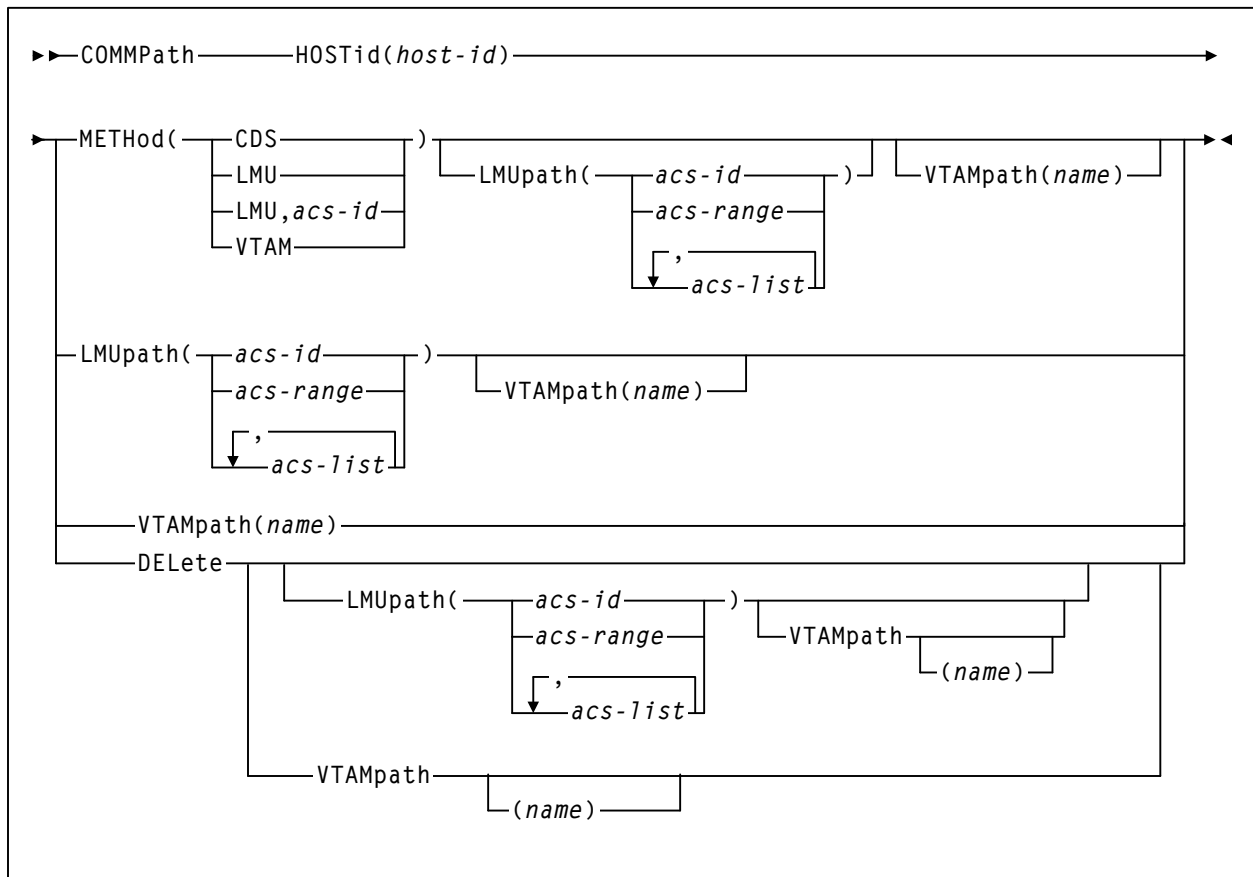 COMMPath HOSTid(host-id)
METHod( CDS )
LMU LMUpath( acs-id ) VTAMpath(name)
LMU,acs-id acs-range
VTAM ,
acs-list
LMUpath( acs-id )
acs-range VTAMpath(name)
,
acs-list
VTAMpath(name)
DELete
LMUpath( acs-id )
acs-range VTAMpath
, (name)
acs-list
VTAMpath
(name)